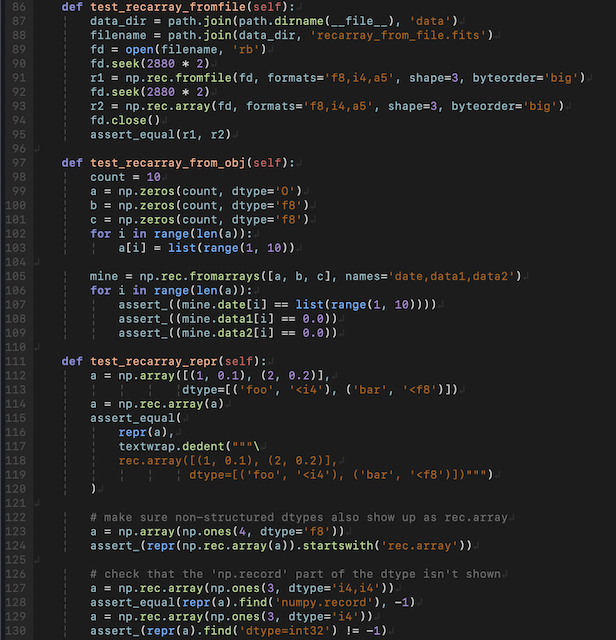 86 def test_recarray_fromfile(self):
87 data_dir = path.join(path.dirname(__file__), 'data')
88 filename = path.join(data_dir, 'recarray_from_file.fits')
89 fd = open(filename, 'rb')
90 fd.seek(2880 * 2)
91 r1 = np.rec.fromfile(fd, formats='f8,i4,a5', shape=3, byteorder='big')
92 fd.seek(2880 * 2)
93 r2 = np.rec.array(fd, formats='f8,i4,a5', shape=3, byteorder='big')
94 fd.close()
95 assert_equal(r1, r2)
96
97 def test_recarray_from_obj(self):
98 count = 10
99 a = np.zeros(count, dtype='O')
100 b = np.zeros(count, dtype='f8')
101 c = np.zeros(count, dtype='f8')
102 for i in range(len(a)):
103 a[i] = list(range(1, 10))
104
105 mine = np.rec.fromarrays([a, b, c], names='date,data1,data2')
106 for i in range(len(a)):
107 assert_((mine.date[i] == list(range(1, 10))))
108 assert_((mine.data1[i] == 0.0))
109 assert_((mine.data2[i] == 0.0))
110
111 def test_recarray_repr(self):
112 a = np.array([(1, 0.1), (2, 0.2)],
113 dtype=[('foo', '<i4'), ('bar', '<f8')])
114 a = np.rec.array(a)
115 assert_equal(
116 repr(a),
117 textwrap.dedent("""\
118 rec.array([(1, 0.1), (2, 0.2)],
119 dtype=[('foo', '<i4'), ('bar', '<f8')])""")
120 )
121
122 # make sure non-structured dtypes also show up as rec.array
123 a = np.array(np.ones(4, dtype='f8'))
124 assert_(repr(np.rec.array(a)).startswith('rec.array'))
125
126 # check that the 'np.record' part of the dtype isn't shown
127 a = np.rec.array(np.ones(3, dtype='i4,i4'))
128 assert_equal(repr(a).find('numpy.record'), -1)
129 a = np.rec.array(np.ones(3, dtype='i4'))
130 assert_(repr(a).find('dtype=int32') != -1)